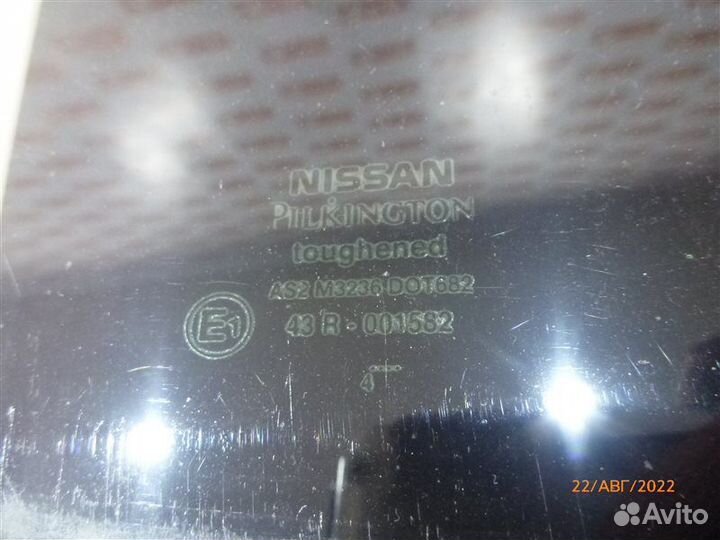 NISSAN
PILKINGTON
toughened
AS2 M3236 DOT682
E1
43 R - 001582
4
22/АВГ/2022
Avito